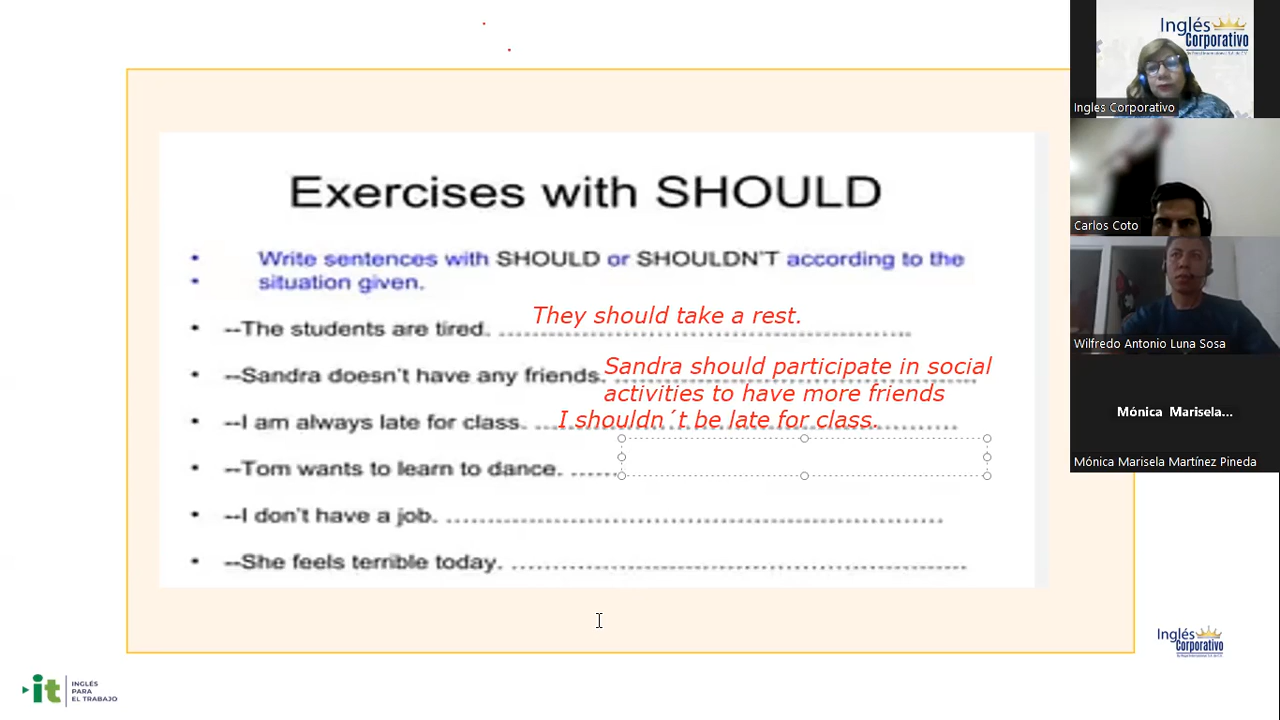 Exercises with SHOULD
• Write sentences with SHOULD or SHOULDN'T according to the
• situation given.
• --The students are tired. ............................................................
They should take a rest.
• --Sandra doesn't have any friends. ....................................................
Sandra should participate in social
activities to have more friends
• --I am always late for class. ............................................................
I shouldn´t be late for class.
• --Tom wants to learn to dance. ......
• --I don't have a job. ......................................................................
• --She feels terrible today. ................................................................
Inglés
Corporativo
Ingles Corporativo
Carlos Coto
Wilfredo Antonio Luna Sosa
Mónica Marisela...
Mónica Marisela Martínez Pineda
Inglés
Corporativo
it
INGLÉS
PARA
EL TRABAJO